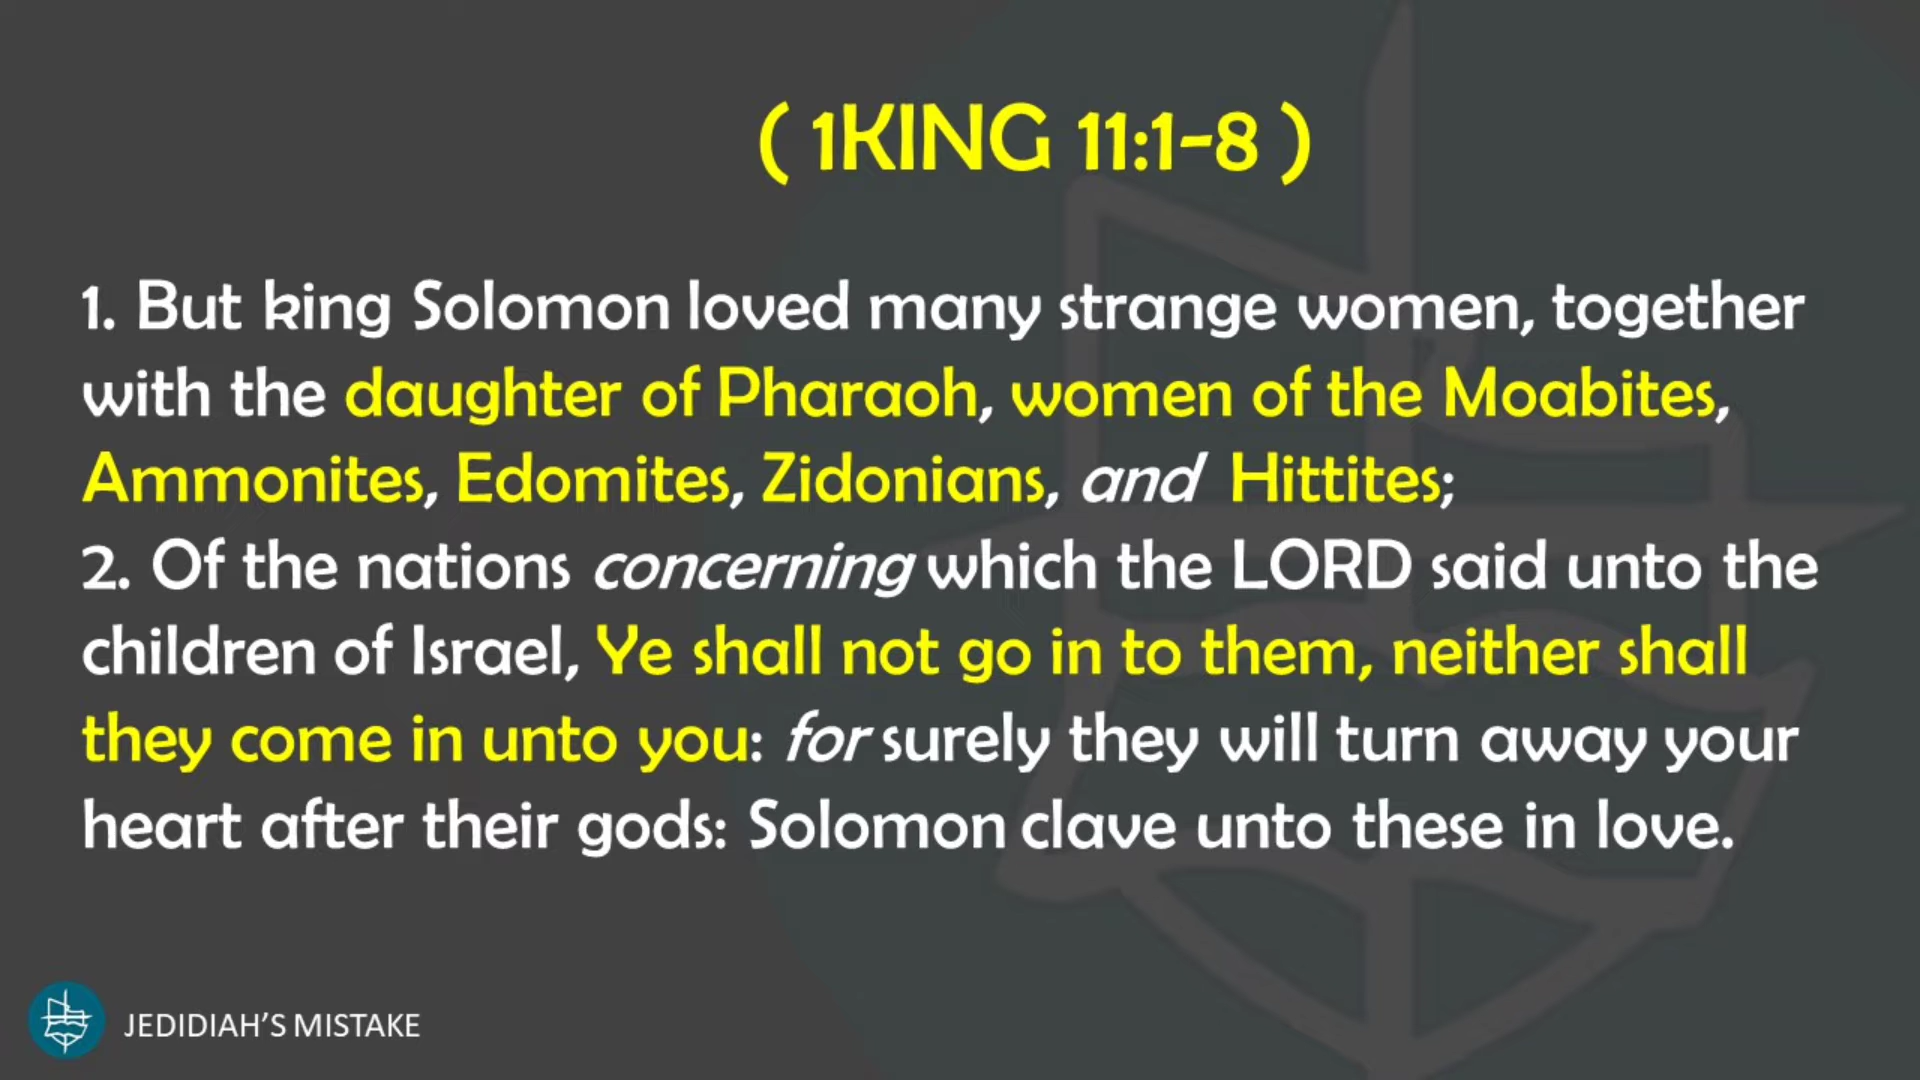 ( 1KING 11:1-8 )
1. But king Solomon loved many strange women, together
with the daughter of Pharaoh, women of the Moabites,
Ammonites, Edomites, Zidonians, and Hittites;
2. Of the nations concerning which the LORD said unto the
children of Israel, Ye shall not go in to them, neither shall
they come in unto you: for surely they will turn away your
heart after their gods: Solomon clave unto these in love.
JEDIDIAH'S MISTAKE